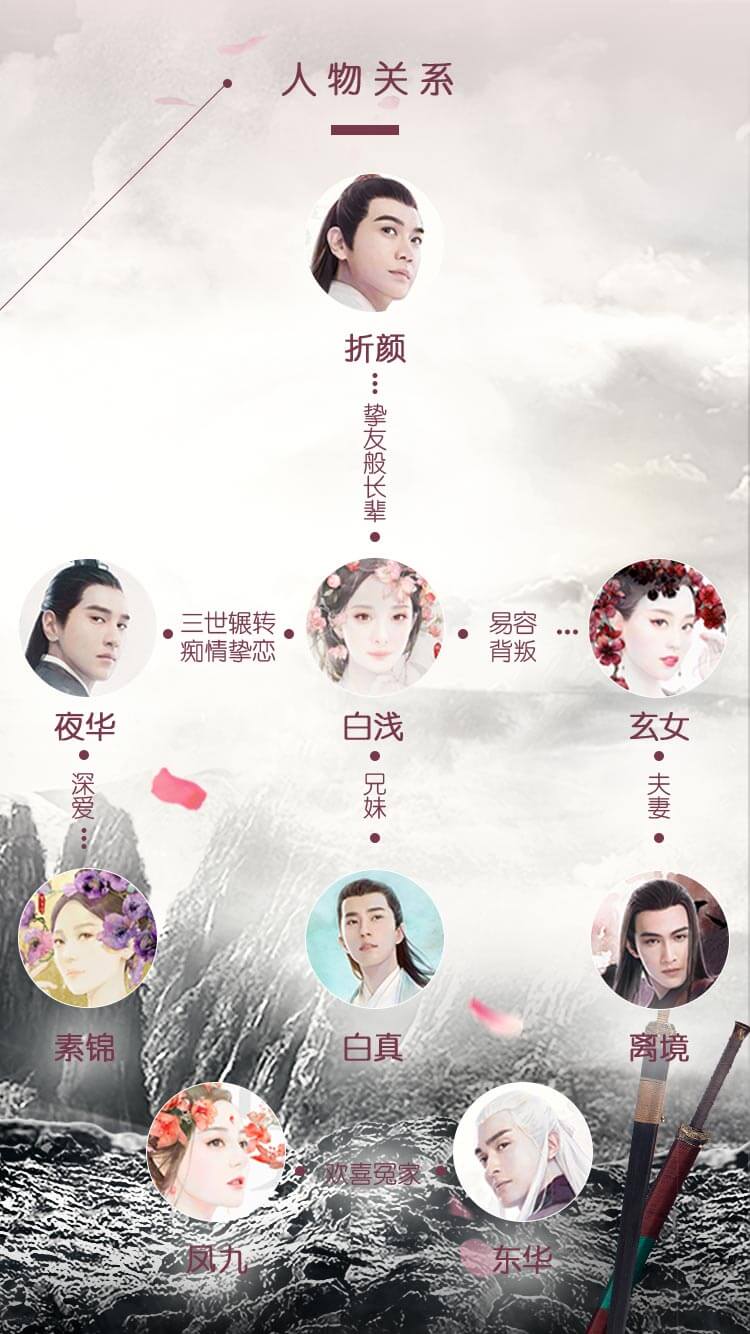 人物关系
折颜
挚友般长辈
三世辗转
痴情挚恋
易容
背叛
夜华
白浅
玄女
深爱
兄妹
夫妻
素锦
白真
离境
欢喜冤家
凤九
东华